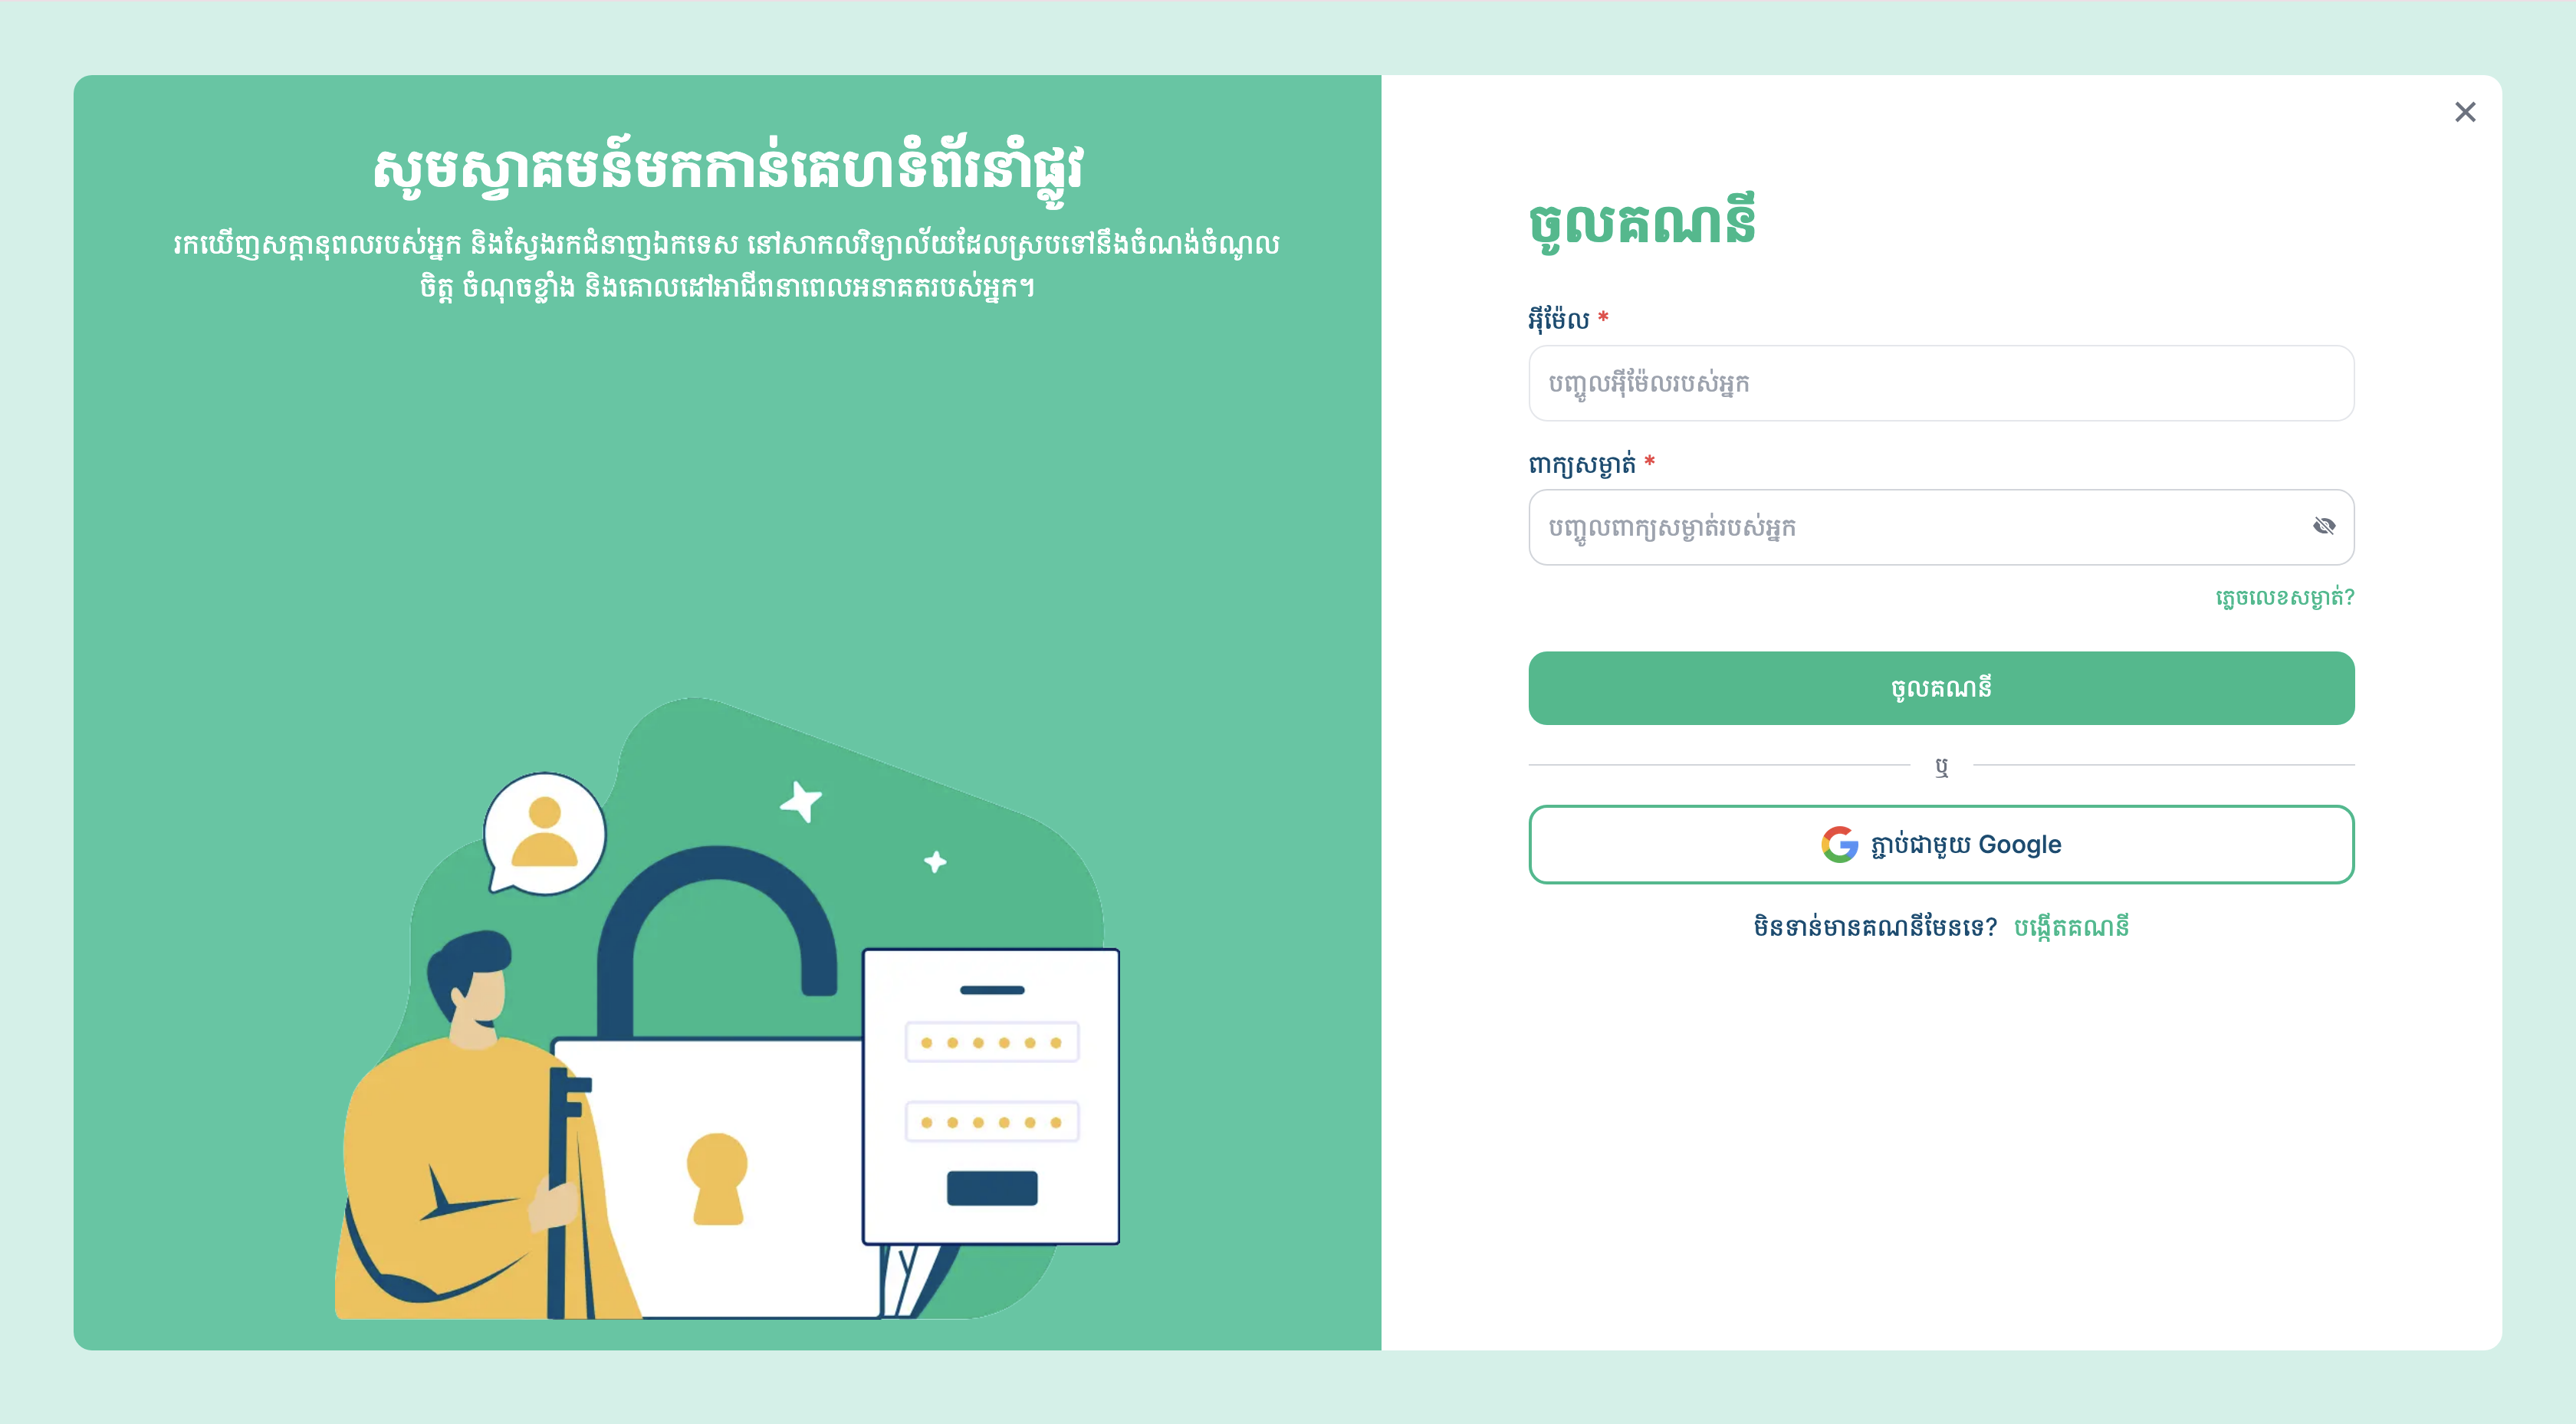 សូមស្វាគមន៍មកកាន់គេហទំព័រនាំផ្លូវ
រកឃើញសក្តានុពលរបស់អ្នក និងស្វែងរកជំនាញឯកទេស នៅសាកលវិទ្យាល័យដែលស្របទៅនឹងចំណង់ចំណូល
ចិត្ត ចំណុចខ្លាំង និងគោលដៅអាជីពនាពេលអនាគតរបស់អ្នក។
ចូលគណនី
អ៊ីម៉ែល *
បញ្ចូលអ៊ីម៉ែលរបស់អ្នក
ពាក្យសម្ងាត់ *
បញ្ចូលពាក្យសម្ងាត់របស់អ្នក
ភ្លេចលេខសម្ងាត់?
ចូលគណនី
ឬ
ភ្ជាប់ជាមួយ Google
មិនទាន់មានគណនីមែនទេ? បង្កើតគណនី